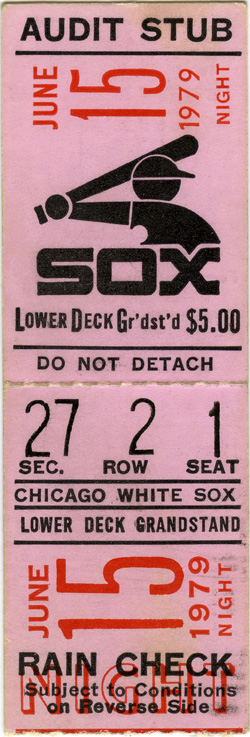 AUDIT STUB
JUNE 15 1979 NIGHT
SOX
LOWER DECK Gr'dst'd $5.00
DO NOT DETACH
27 2 1
SEC. ROW SEAT
CHICAGO WHITE SOX
LOWER DECK GRANDSTAND
JUNE 15 1979 NIGHT
RAIN CHECK
NIGHT
Subject to Conditions
on Reverse Side